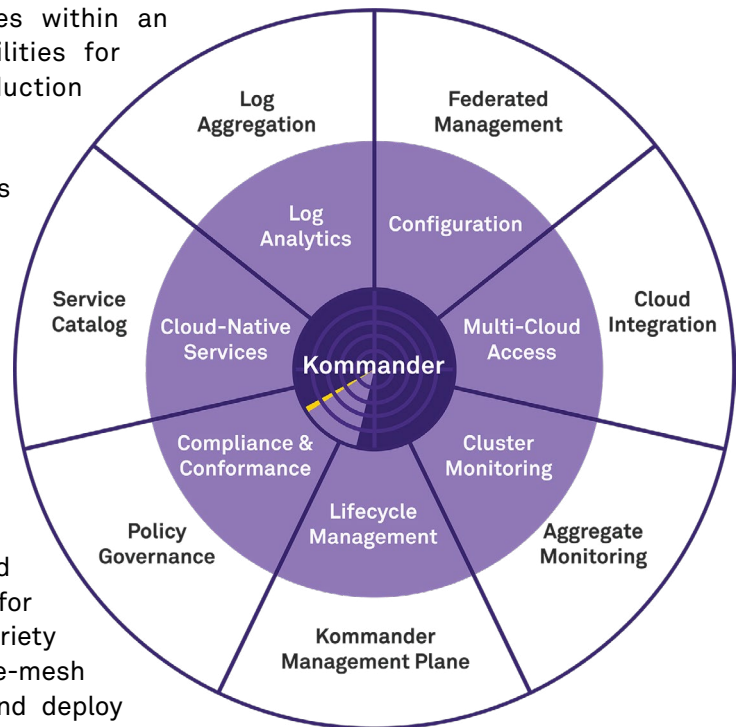 es within an
ilities for
duction
s
d
for
riety
e-mesh
nd deploy
Log
Aggregation
Federated
Management
Log
Analytics
Configuration
Service
Catalog
Cloud-Native
Services
Kommander
Multi-Cloud
Access
Cloud
Integration
Compliance &
Conformance
Cluster
Monitoring
Lifecycle
Management
Policy
Governance
Aggregate
Monitoring
Kommander
Management Plane